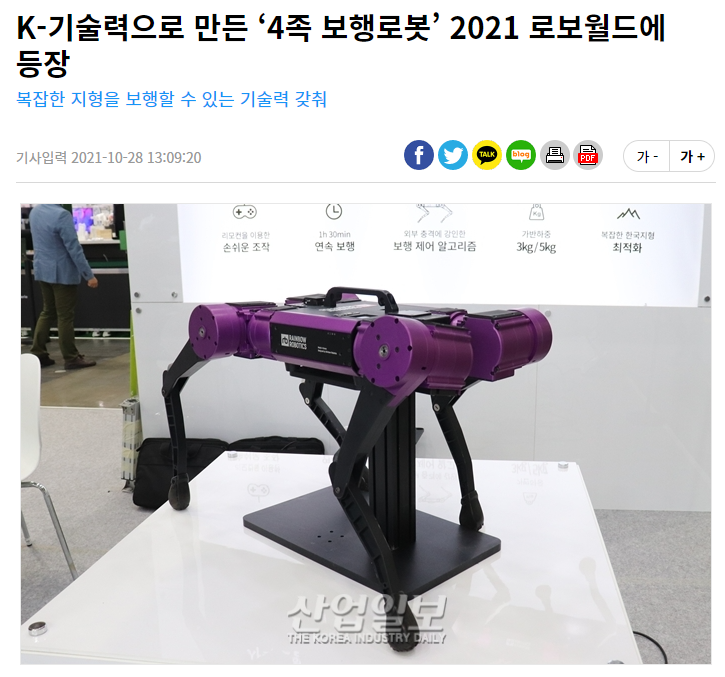 K-기술력으로 만든 ‘4족 보행로봇’ 2021 로보월드에
등장
복잡한 지형을 보행할 수 있는 기술력 갖춰
기사입력 2021-10-28 13:09:20
f
TALK
blog
PDF
가 -
가 +
리모컨을 이용한
손쉬운 조작
1h 30min
연속 보행
외부 충격에 강인한
보행 제어 알고리즘
Kg
가반하중
3kg/5kg
복잡한 한국지형
최적화
RAINBOW
ROBOTICS
산업일보
THE KOREA INDUSTRY DAILY